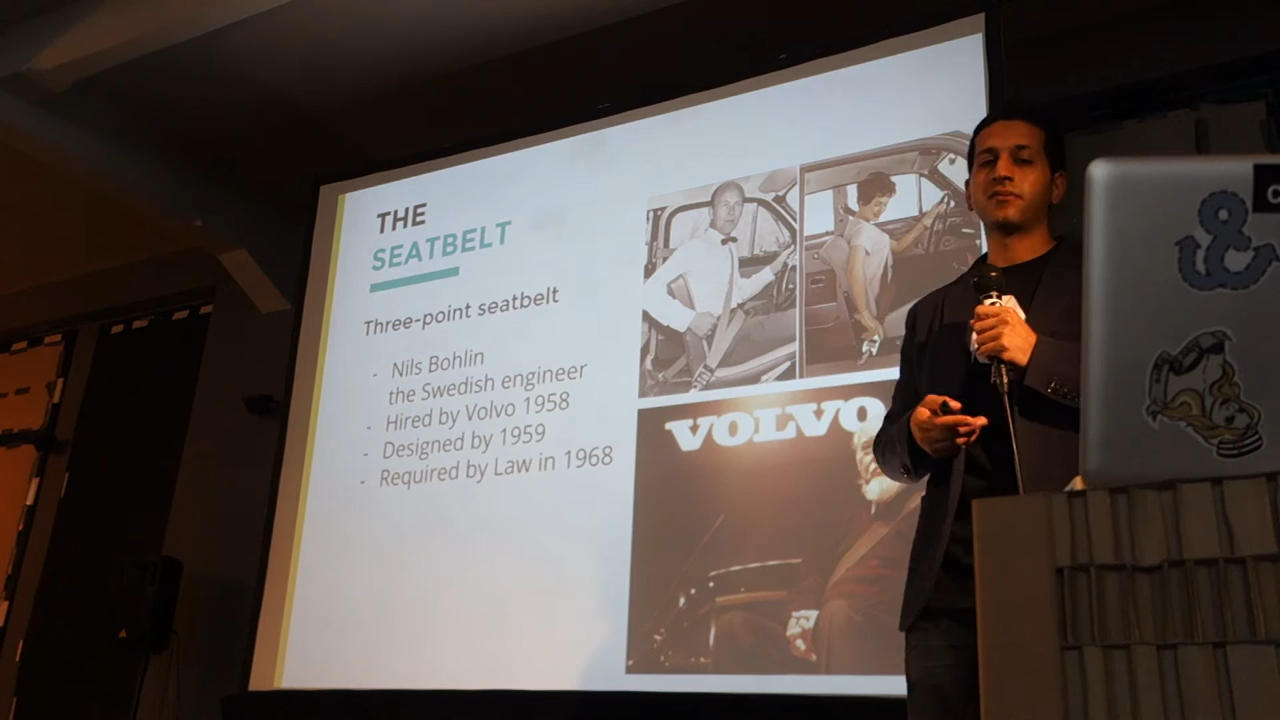 THE
SEATBELT
Three-point seatbelt
- Nils Bohlin
the Swedish engineer
- Hired by Volvo 1958
- Designed by 1959
- Required by Law in 1968
VOLVO